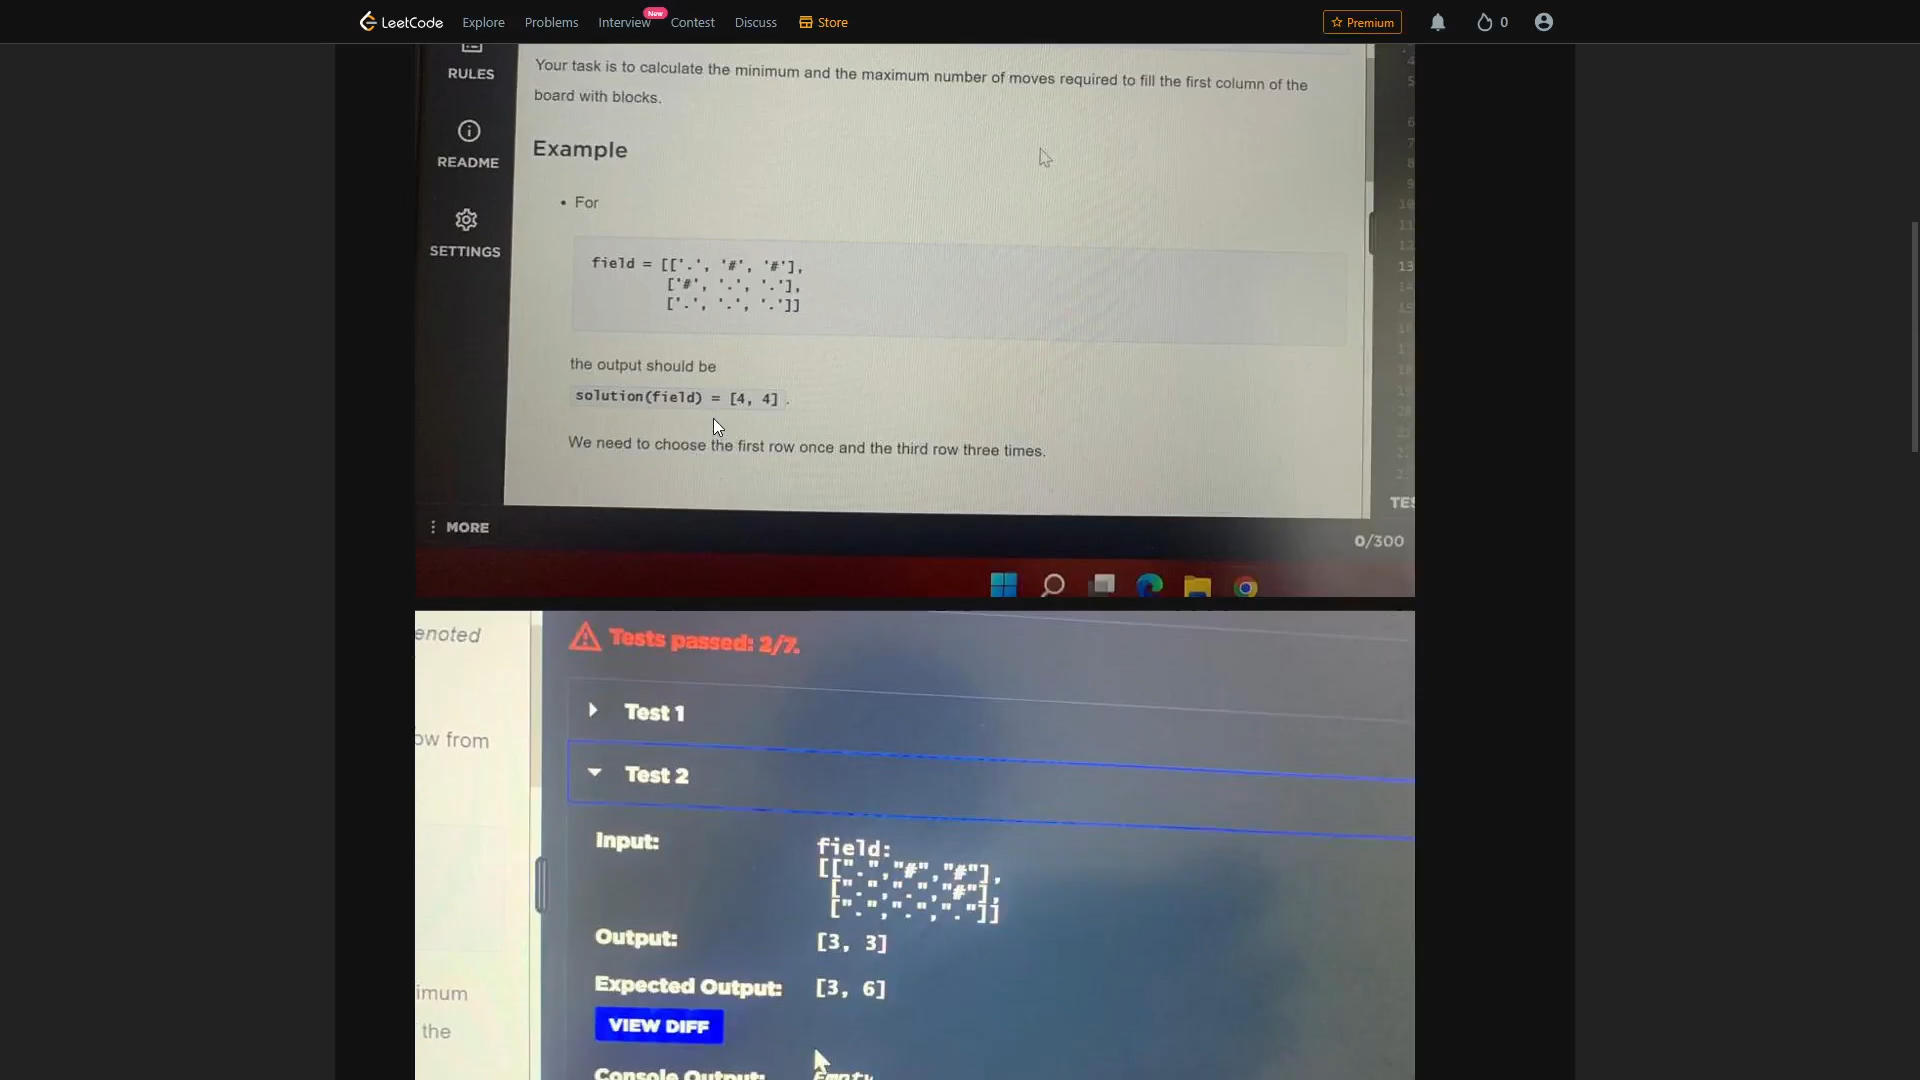 LeetCode Explore Problems Interview New Contest Discuss Store Premium 0
RULES
Your task is to calculate the minimum and the maximum number of moves required to fill the first column of the
board with blocks.
README
Example
• For
SETTINGS
field = [['.', '#', '#'],
['#', '.', '.'],
['.', '.', '.']]
the output should be
solution(field) = [4, 4].
We need to choose the first row once and the third row three times.
MORE
0/300
enoted
Tests passed: 2/7.
Test 1
ow from
Test 2
Input:
field:
[[".","#","#"],
[".",".","#"],
[".",".","."]]
Output: [3, 3]
Expected Output: [3, 6]
imum
VIEW DIFF
the
Console Output: Empty